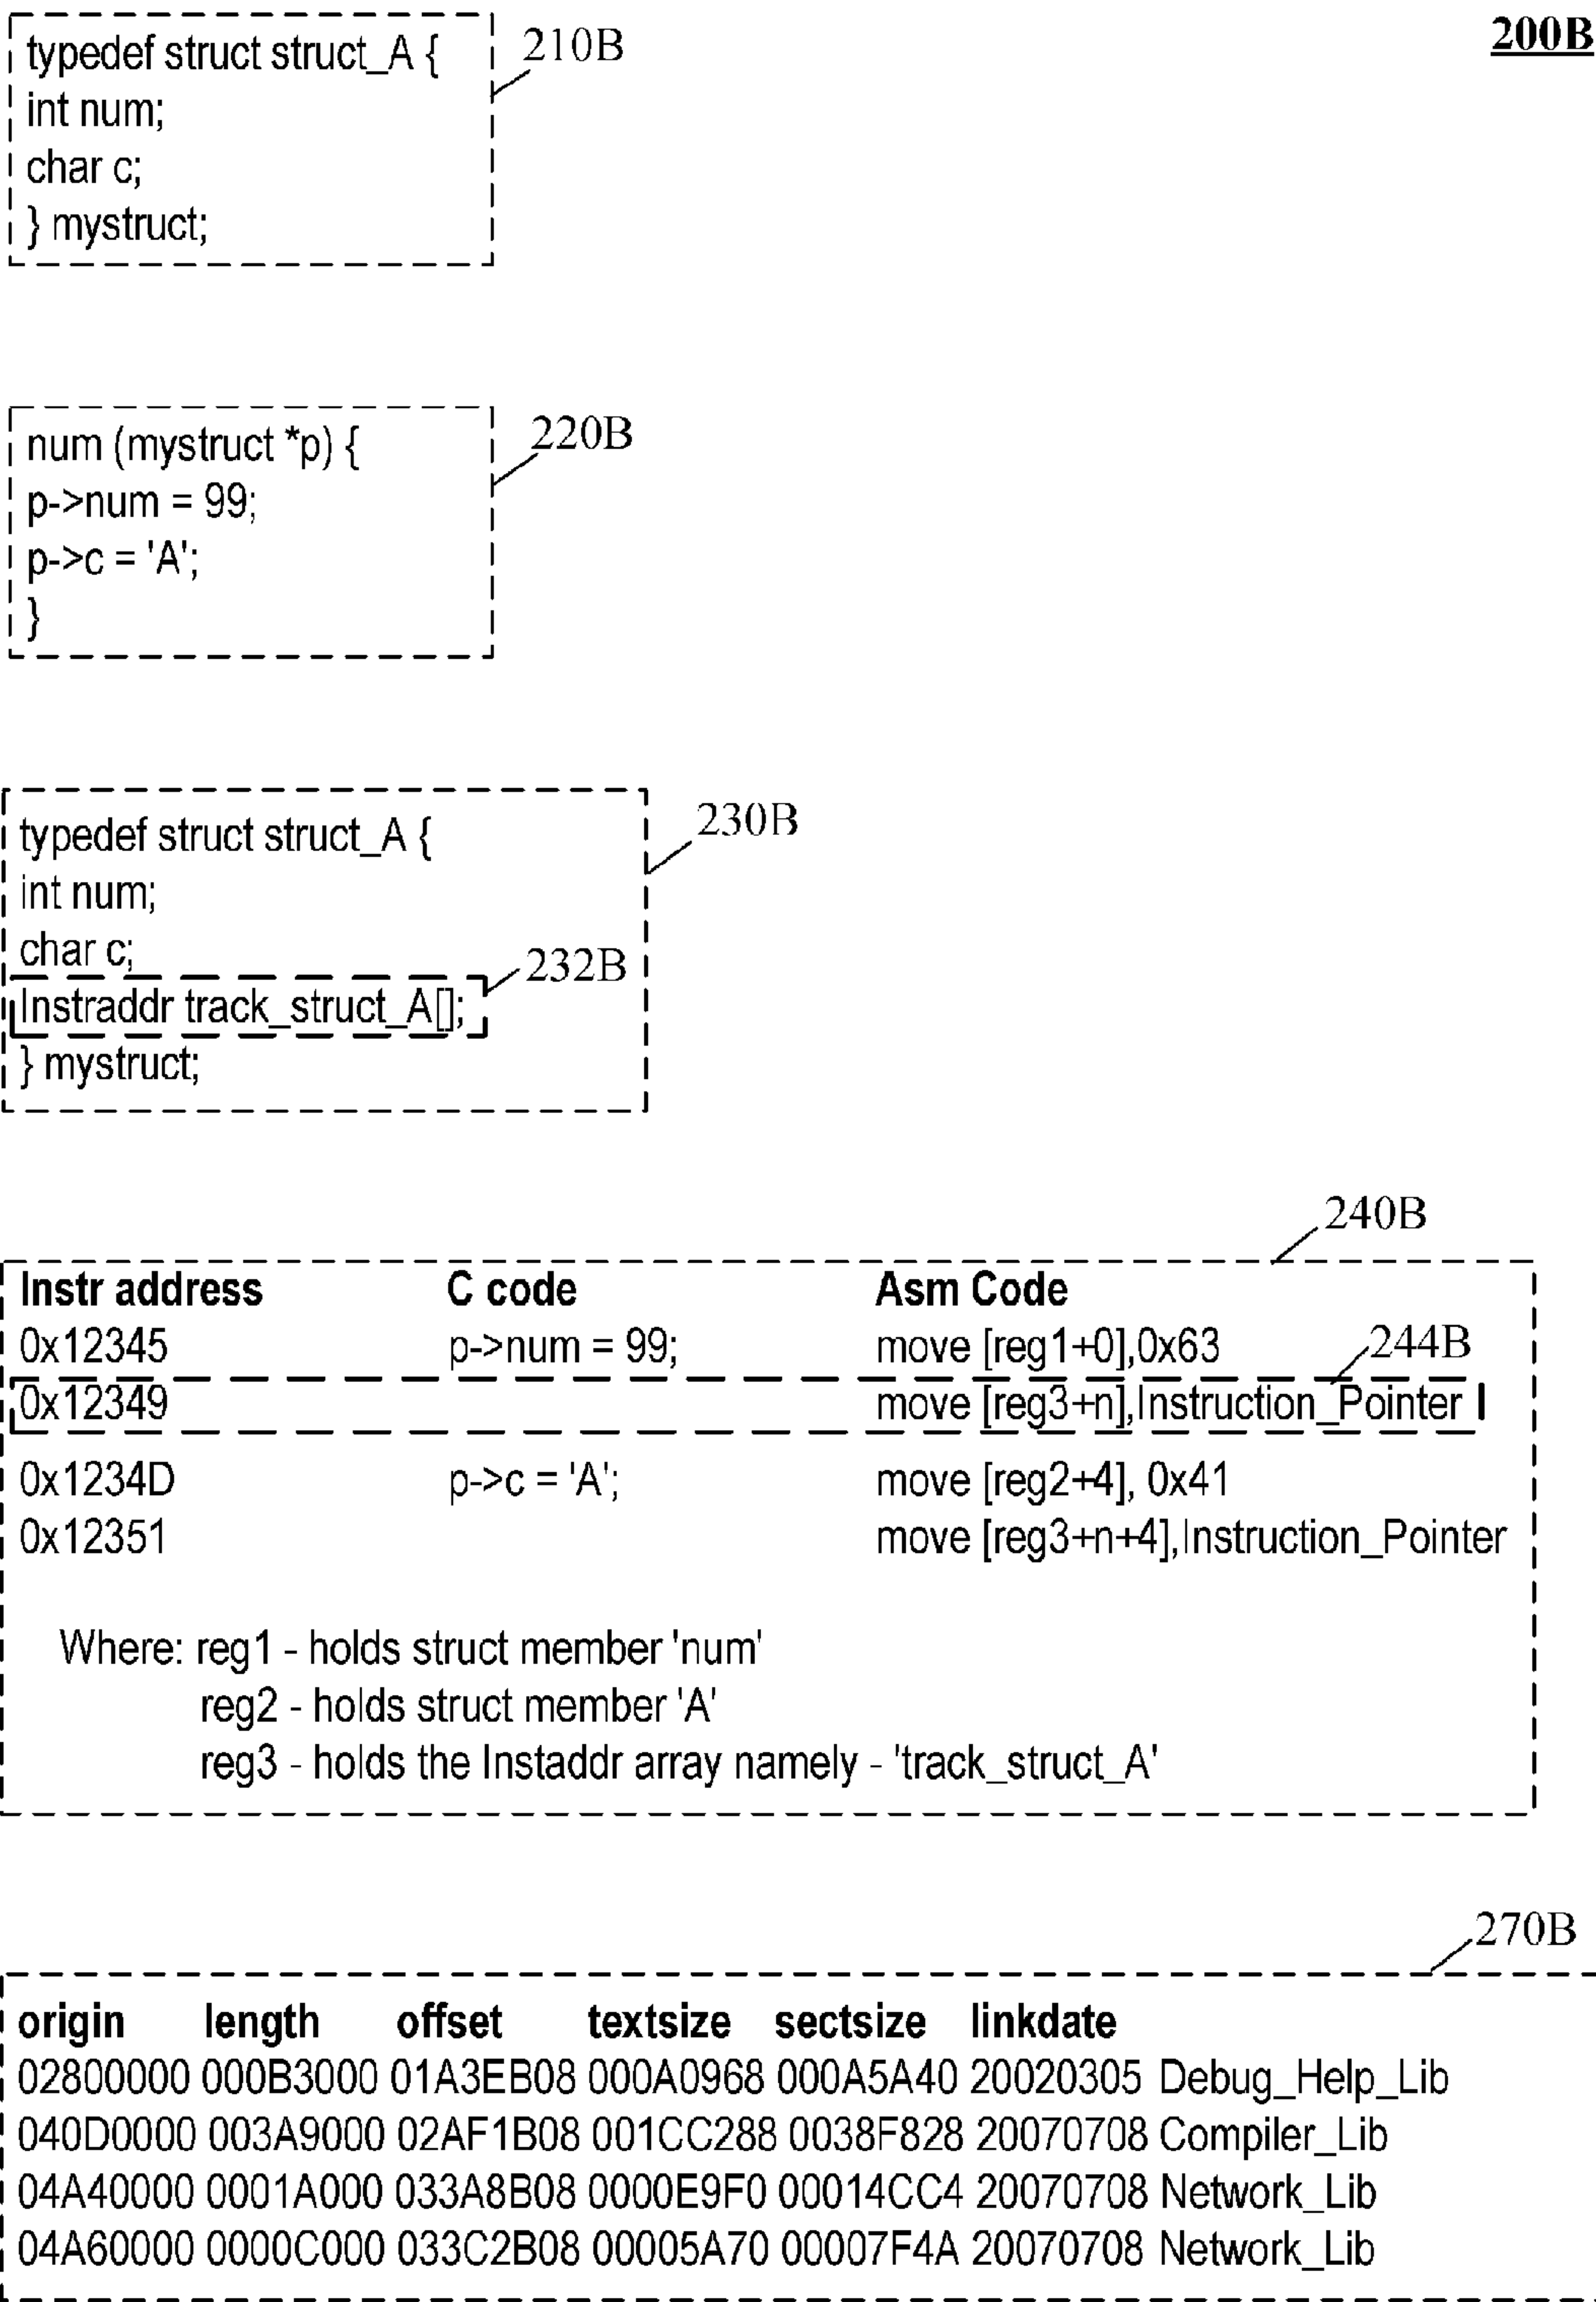 200B
typedef struct struct_A {
int num;
char c;
} mystruct;
210B
num (mystruct *p) {
p->num = 99;
p->c = 'A';
}
220B
typedef struct struct_A {
int num;
char c;
Instraddr track_struct_A[];
} mystruct;
230B
232B
240B
Instr address C code Asm Code
0x12345 p->num = 99; move [reg1+0],0x63
244B
0x12349 move [reg3+n],Instruction_Pointer
0x1234D p->c = 'A'; move [reg2+4], 0x41
0x12351 move [reg3+n+4],Instruction_Pointer
Where: reg1 - holds struct member 'num'
reg2 - holds struct member 'A'
reg3 - holds the Instaddr array namely - 'track_struct_A'
270B
origin length offset textsize sectsize linkdate
02800000 000B3000 01A3EB08 000A0968 000A5A40 20020305 Debug_Help_Lib
040D0000 003A9000 02AF1B08 001CC288 0038F828 20070708 Compiler_Lib
04A40000 0001A000 033A8B08 0000E9F0 00014CC4 20070708 Network_Lib
04A60000 0000C000 033C2B08 00005A70 00007F4A 20070708 Network_Lib